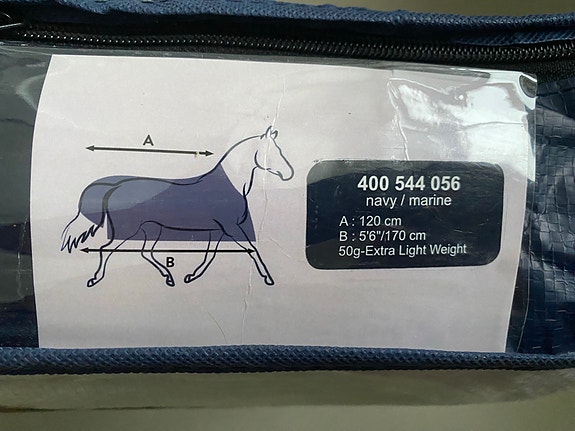 A
B
400 544 056
navy / marine
A : 120 cm
B : 5'6"/170 cm
50g-Extra Light Weight